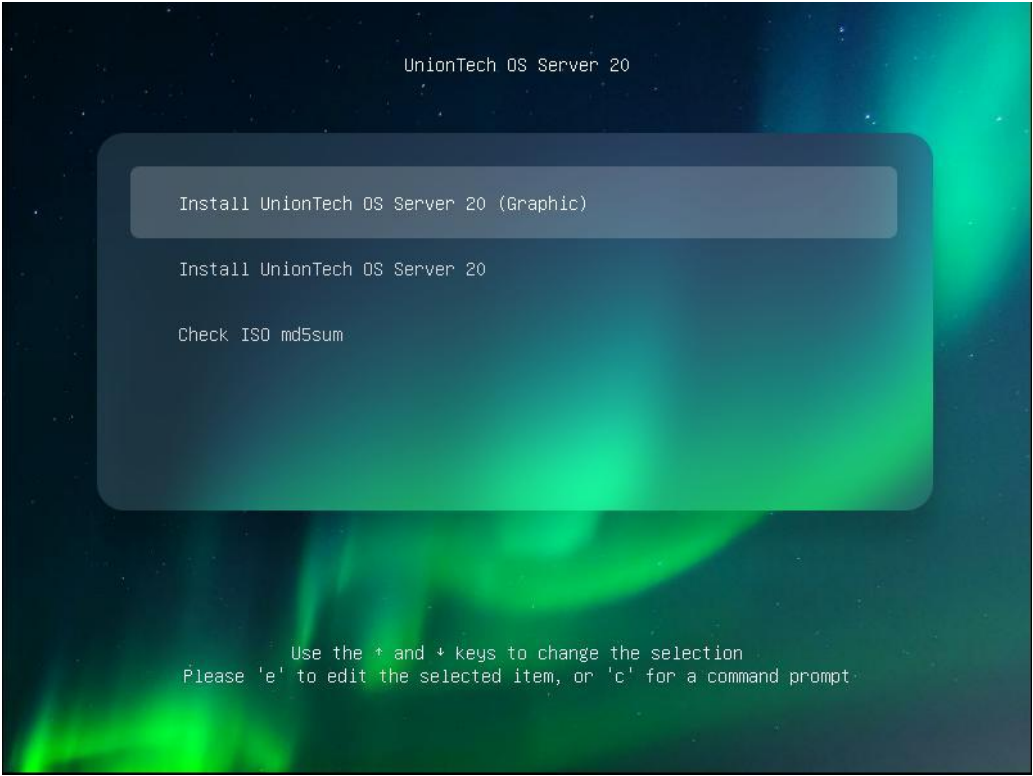 UnionTech OS Server 20
Install UnionTech OS Server 20 (Graphic)
Install UnionTech OS Server 20
Check ISO md5sum
Use the ↑ and ↓ keys to change the selection
Please 'e' to edit the selected item, or 'c' for a command prompt